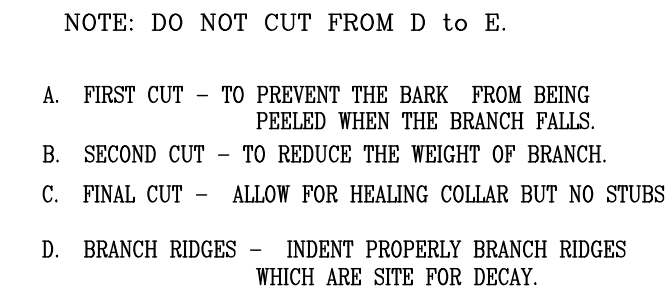 NOTE: DO NOT CUT FROM D to E.
A. FIRST CUT – TO PREVENT THE BARK FROM BEING
PEELED WHEN THE BRANCH FALLS.
B. SECOND CUT – TO REDUCE THE WEIGHT OF BRANCH.
C. FINAL CUT – ALLOW FOR HEALING COLLAR BUT NO STUBS
D. BRANCH RIDGES – INDENT PROPERLY BRANCH RIDGES
WHICH ARE SITE FOR DECAY.